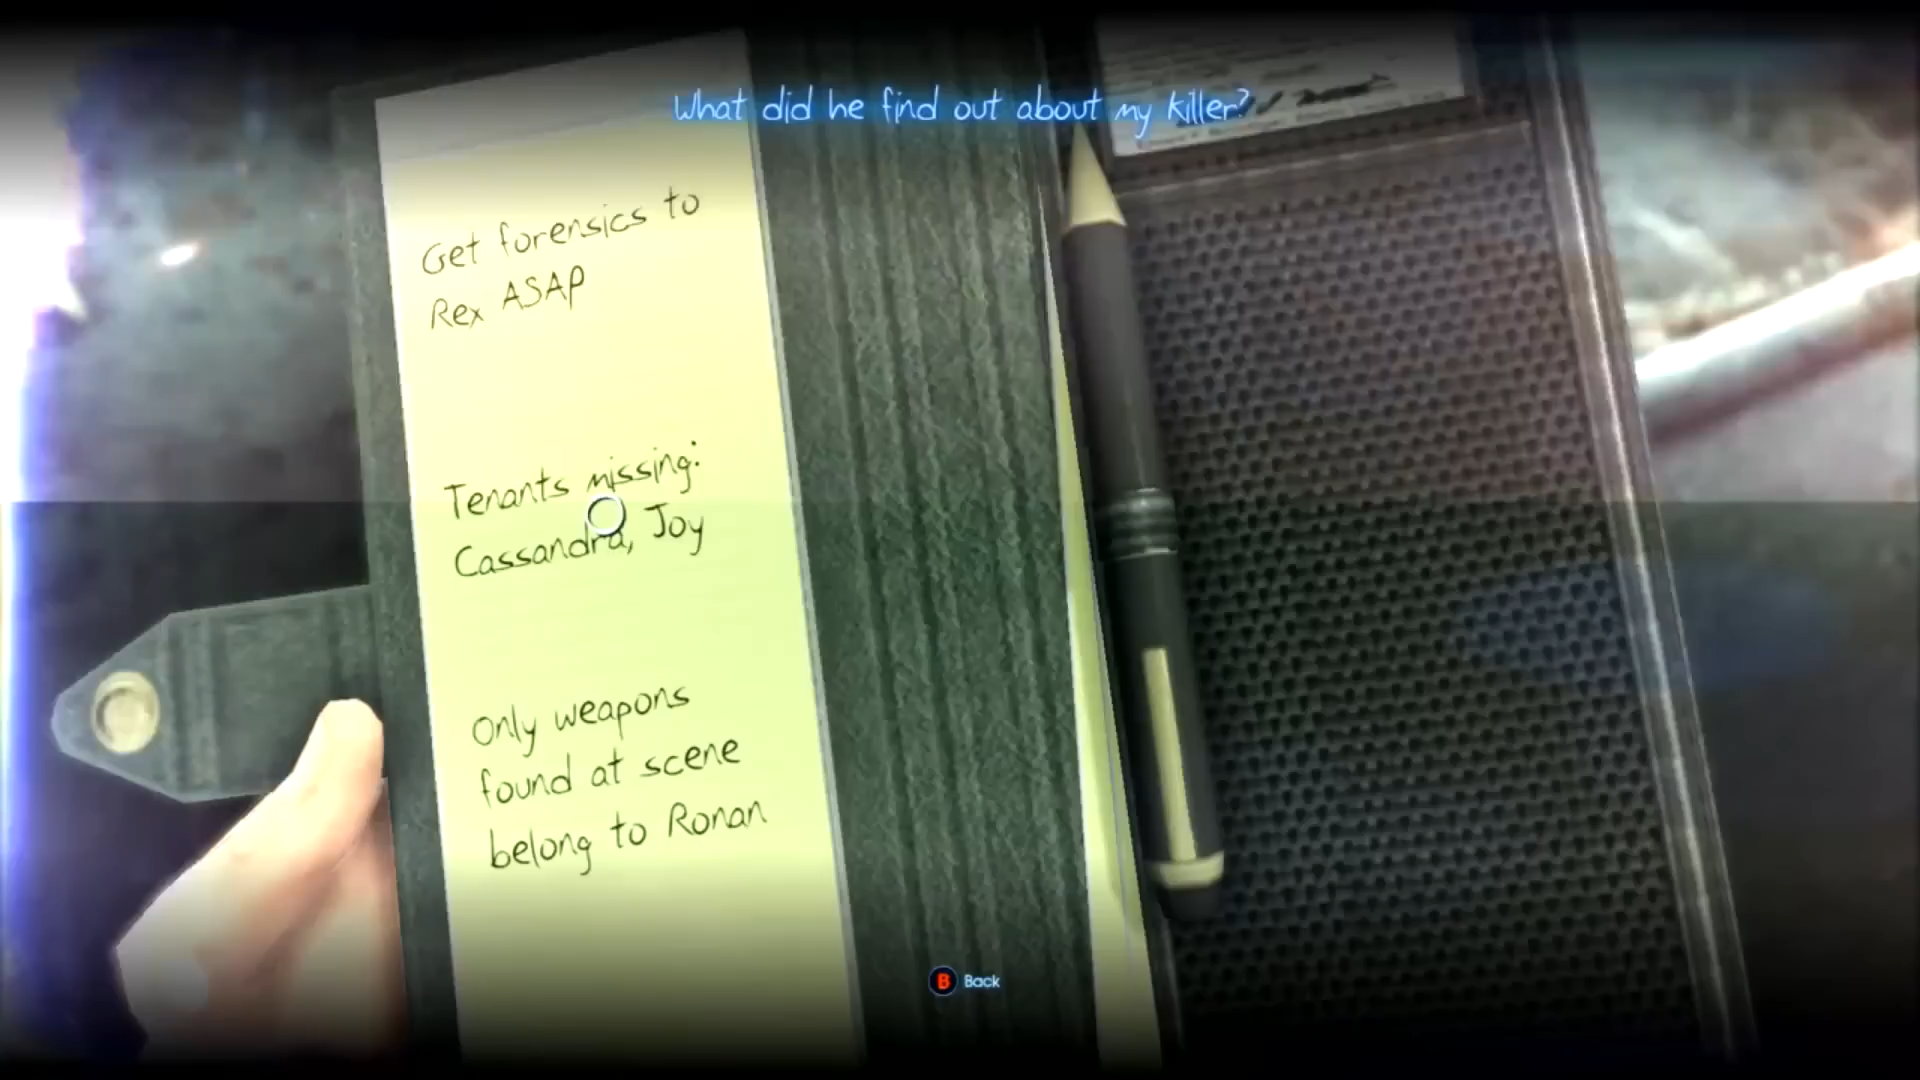 What did he find out about my killer?
Get forensics to
Rex ASAP
Tenants missing:
Cassandra, Joy
Only weapons
found at scene
belong to Ronan
B Back